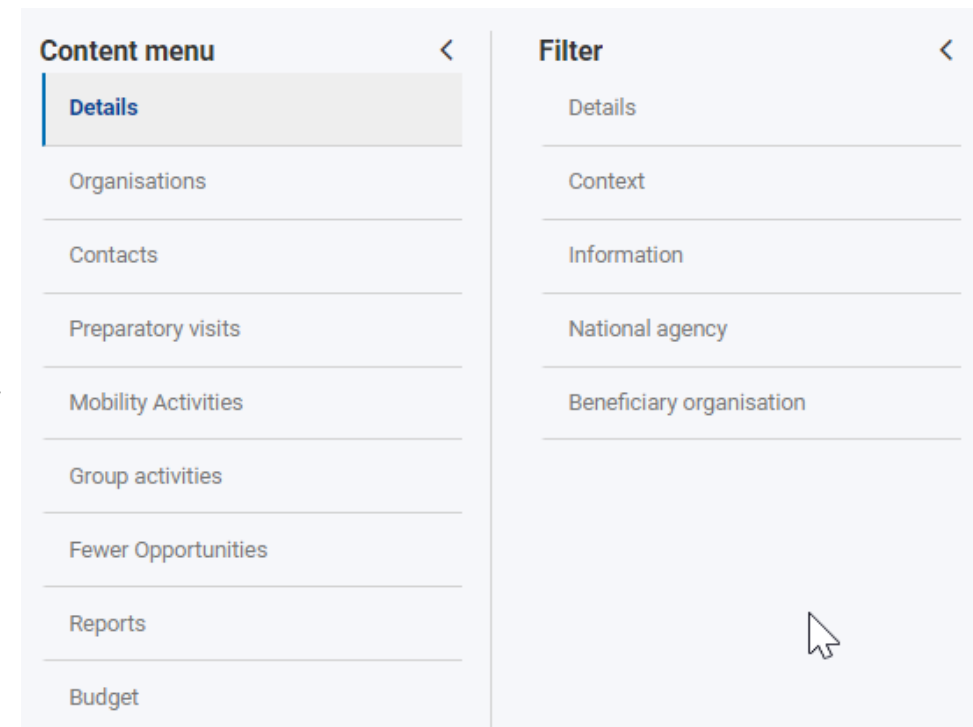 Content menu
Details
Organisations
Contacts
Preparatory visits
Mobility Activities
Group activities
Fewer Opportunities
Reports
Budget
Filter
Details
Context
Information
National agency
Beneficiary organisation